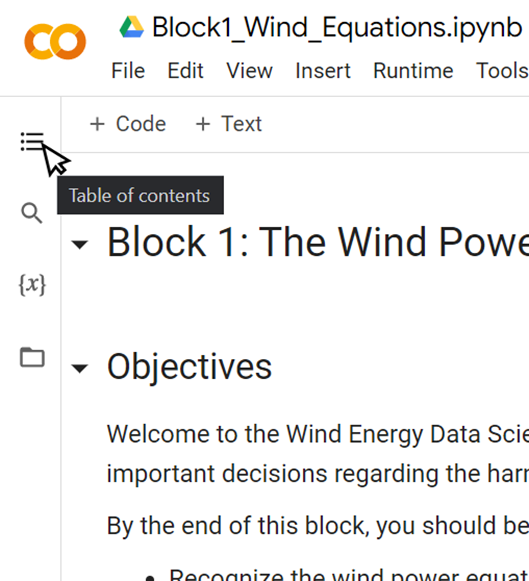 Block1_Wind_Equations.ipynb
File Edit View Insert Runtime Tools
+ Code + Text
Table of contents
{x}
Block 1: The Wind Powe
Objectives
Welcome to the Wind Energy Data Scie
important decisions regarding the harn
By the end of this block, you should be
• Recognize the wind power equat